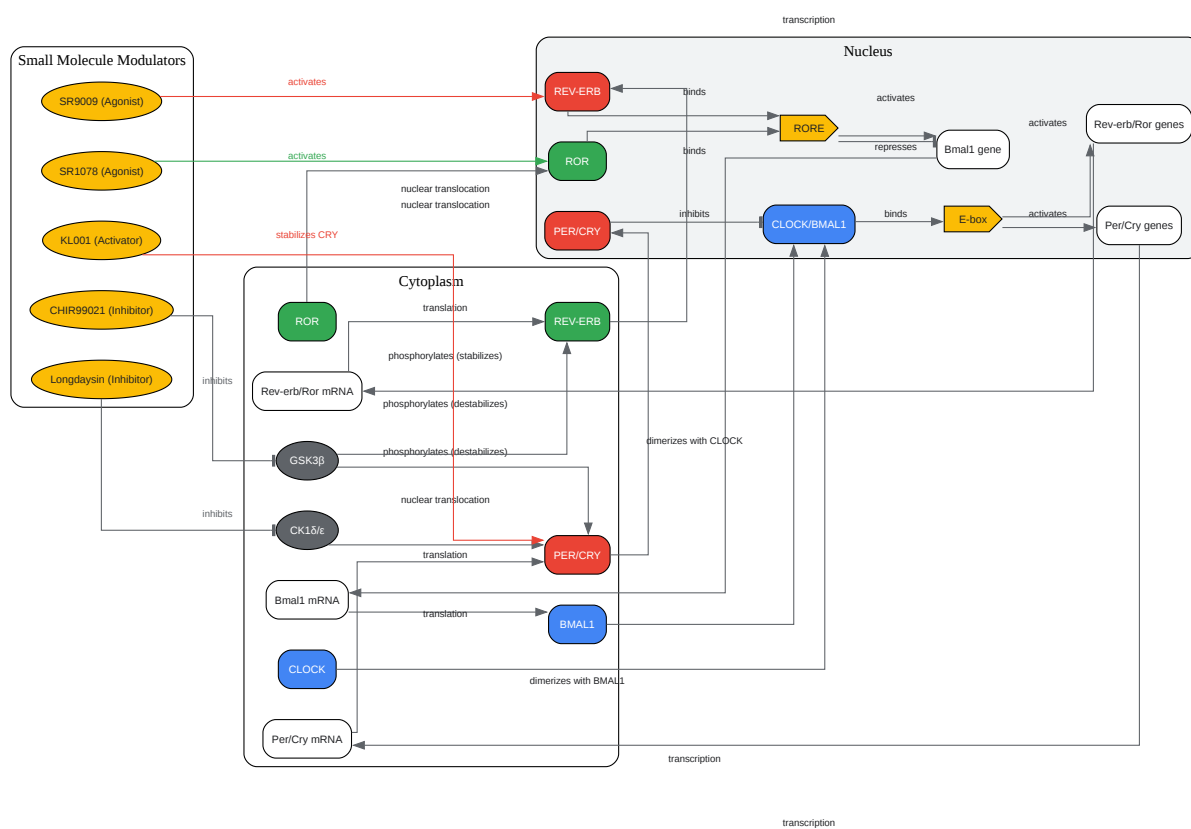 transcription
Small Molecule Modulators
SR9009 (Agonist)
SR1078 (Agonist)
KL001 (Activator)
CHIR99021 (Inhibitor)
Longdaysin (Inhibitor)
activates
activates
nuclear translocation
nuclear translocation
stabilizes CRY
inhibits
inhibits
Nucleus
REV-ERB
binds
ROR
binds
PER/CRY
inhibits
RORE
activates
represses
Bmal1 gene
activates
Rev-erb/Ror genes
CLOCK/BMAL1
binds
E-box
activates
Per/Cry genes
Cytoplasm
ROR
translation
REV-ERB
phosphorylates (stabilizes)
Rev-erb/Ror mRNA
phosphorylates (destabilizes)
dimerizes with CLOCK
phosphorylates (destabilizes)
GSK3β
nuclear translocation
CK1δ/ε
translation
PER/CRY
Bmal1 mRNA
translation
BMAL1
CLOCK
dimerizes with BMAL1
Per/Cry mRNA
transcription
transcription